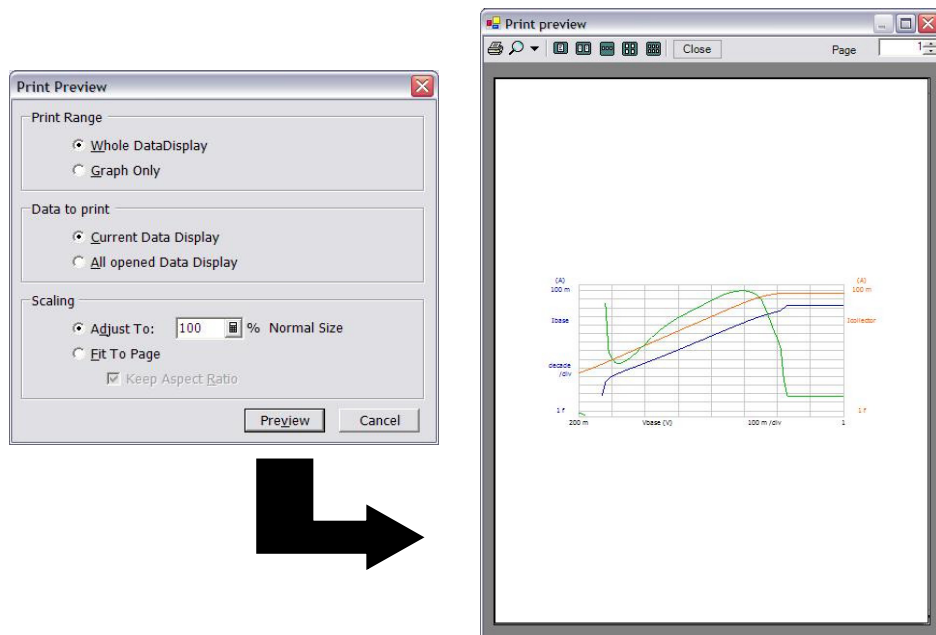 Print Preview
Print Range
Whole DataDisplay
Graph Only
Data to print
Current Data Display
All opened Data Display
Scaling
Adjust To: 100 % Normal Size
Fit To Page
Keep Aspect Ratio
Preview Cancel
Print preview
Close Page 1
(A) (A)
100 m 100 m
Ibase Icollector
decade
/div
1 f 1 f
200 m Vbase (V) 100 m /div 1